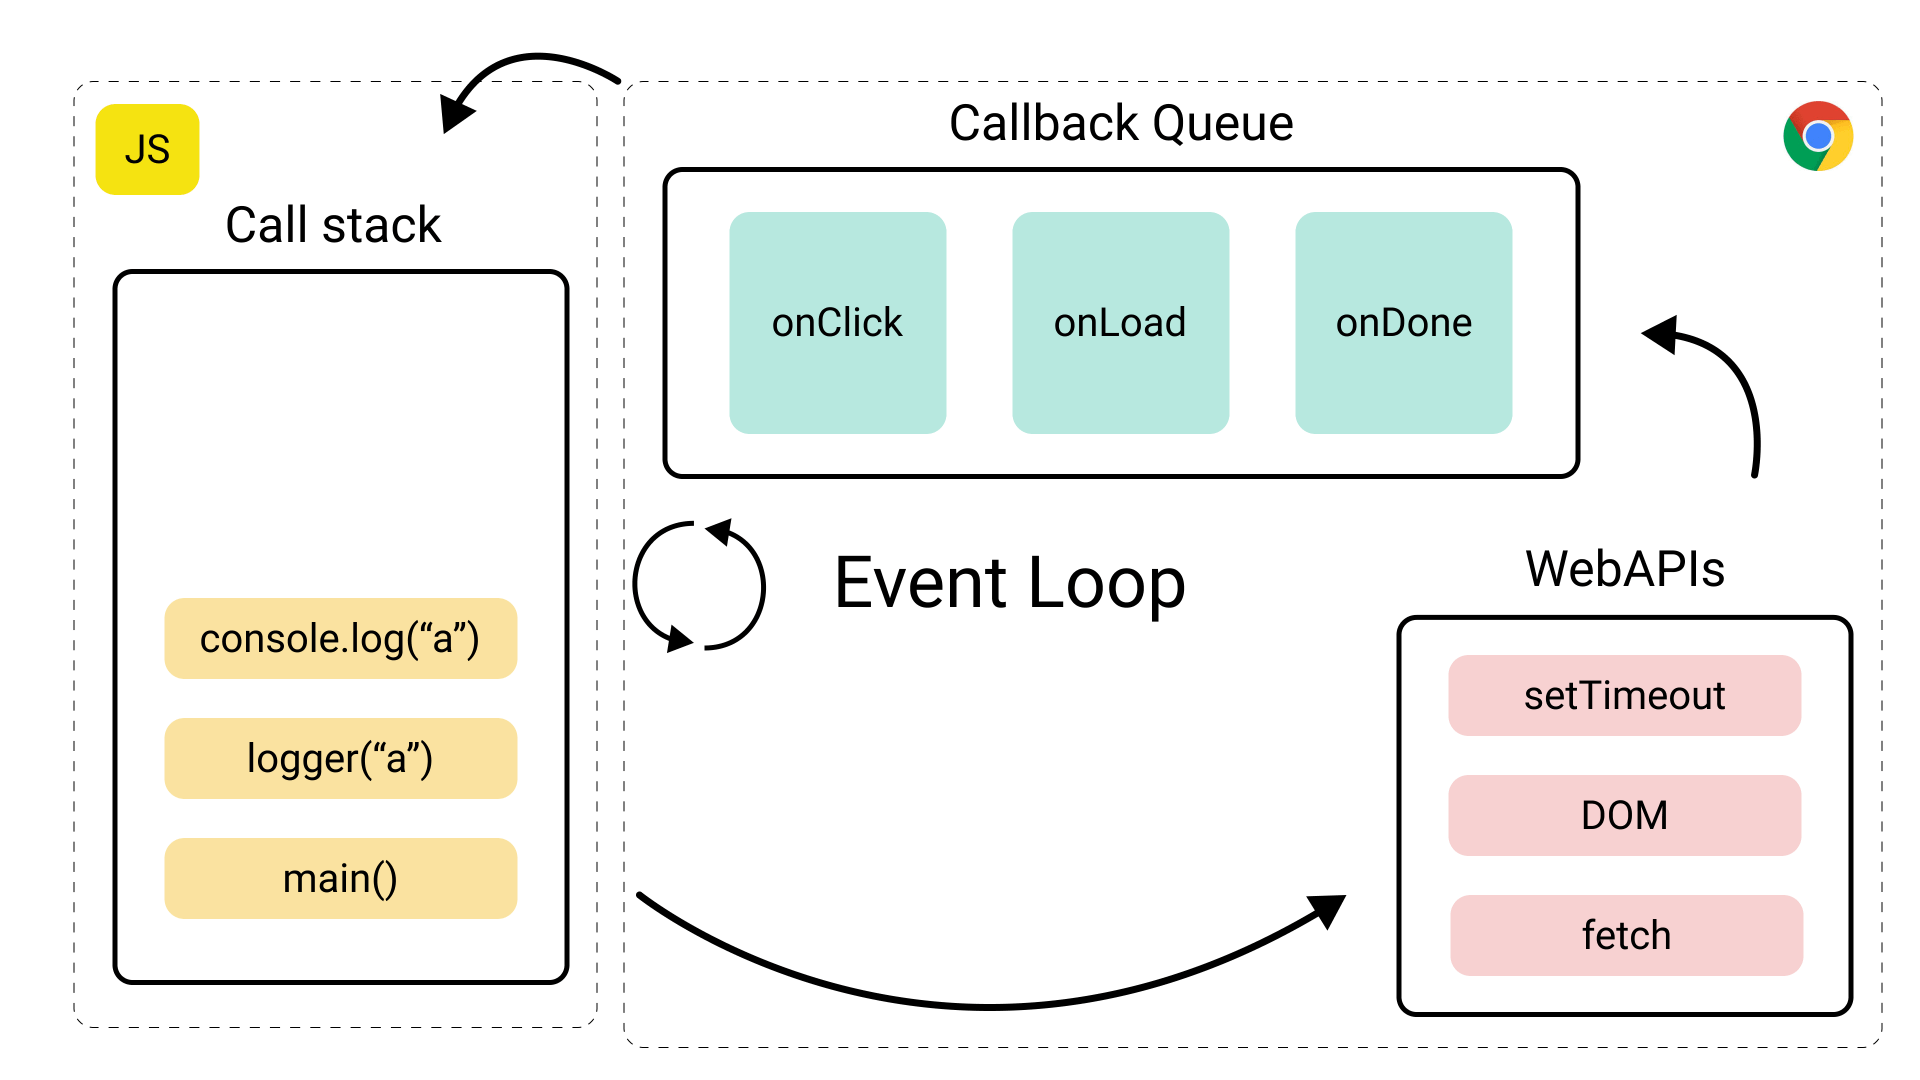 JS
Call stack
console.log(“a”)
logger(“a”)
main()
Callback Queue
onClick
onLoad
onDone
Event Loop
WebAPIs
setTimeout
DOM
fetch